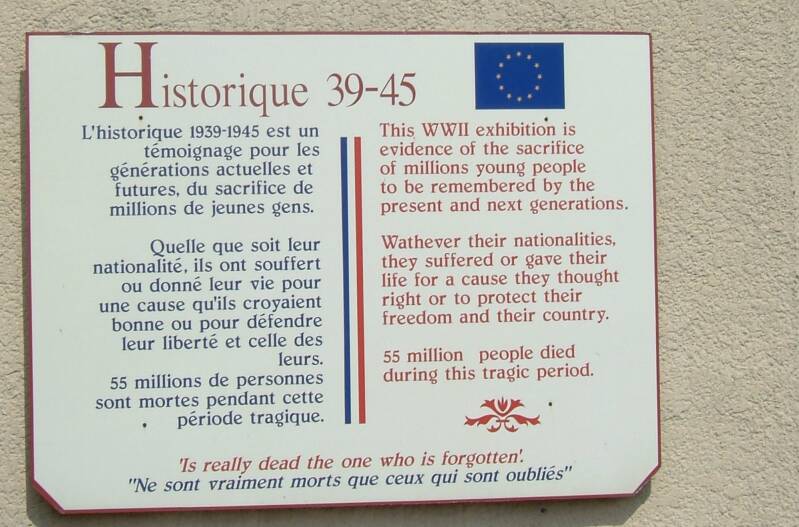 Historique 39-45
L'historique 1939-1945 est un
témoignage pour les
générations actuelles et
futures, du sacrifice de
millions de jeunes gens.
Quelle que soit leur
nationalité, ils ont souffert
ou donné leur vie pour
une cause qu'ils croyaient
bonne ou pour défendre
leur liberté et celle des
leurs.
55 millions de personnes
sont mortes pendant cette
période tragique.
This WWII exhibition is
evidence of the sacrifice
of millions young people
to be remembered by the
present and next generations.
Wathever their nationalities,
they suffered or gave their
life for a cause they thought
right or to protect their
freedom and their country.
55 million people died
during this tragic period.
'Is really dead the one who is forgotten'.
"Ne sont vraiment morts que ceux qui sont oubliés"